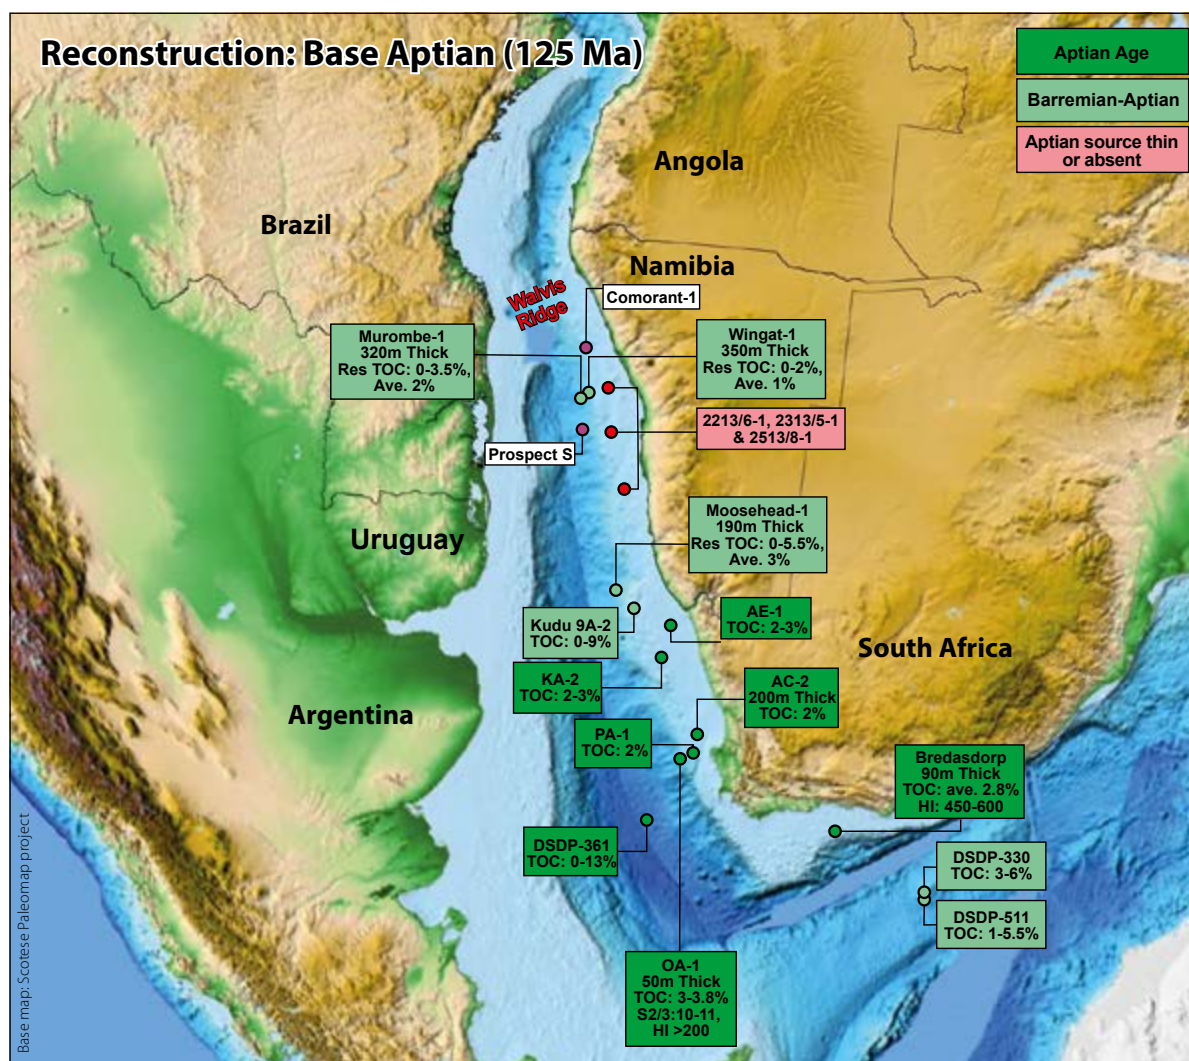 Reconstruction: Base Aptian (125 Ma)
Aptian Age
Barremian-Aptian
Aptian source thin
or absent
Angola
Brazil
Namibia
Walvis
Ridge
Comorant-1
Murombe-1
320m Thick
Res TOC: 0-3.5%,
Ave. 2%
Wingat-1
350m Thick
Res TOC: 0-2%,
Ave. 1%
2213/6-1, 2313/5-1
& 2513/8-1
Prospect S
Moosehead-1
190m Thick
Res TOC: 0-5.5%,
Ave. 3%
Uruguay
Kudu 9A-2
TOC: 0-9%
AE-1
TOC: 2-3%
South Africa
KA-2
TOC: 2-3%
AC-2
200m Thick
TOC: 2%
Argentina
PA-1
TOC: 2%
Bredasdorp
90m Thick
TOC: ave. 2.8%
HI: 450-600
DSDP-361
TOC: 0-13%
DSDP-330
TOC: 3-6%
DSDP-511
TOC: 1-5.5%
OA-1
50m Thick
TOC: 3-3.8%
S2/3:10-11,
HI >200
Base map: Scotese Paleomap project